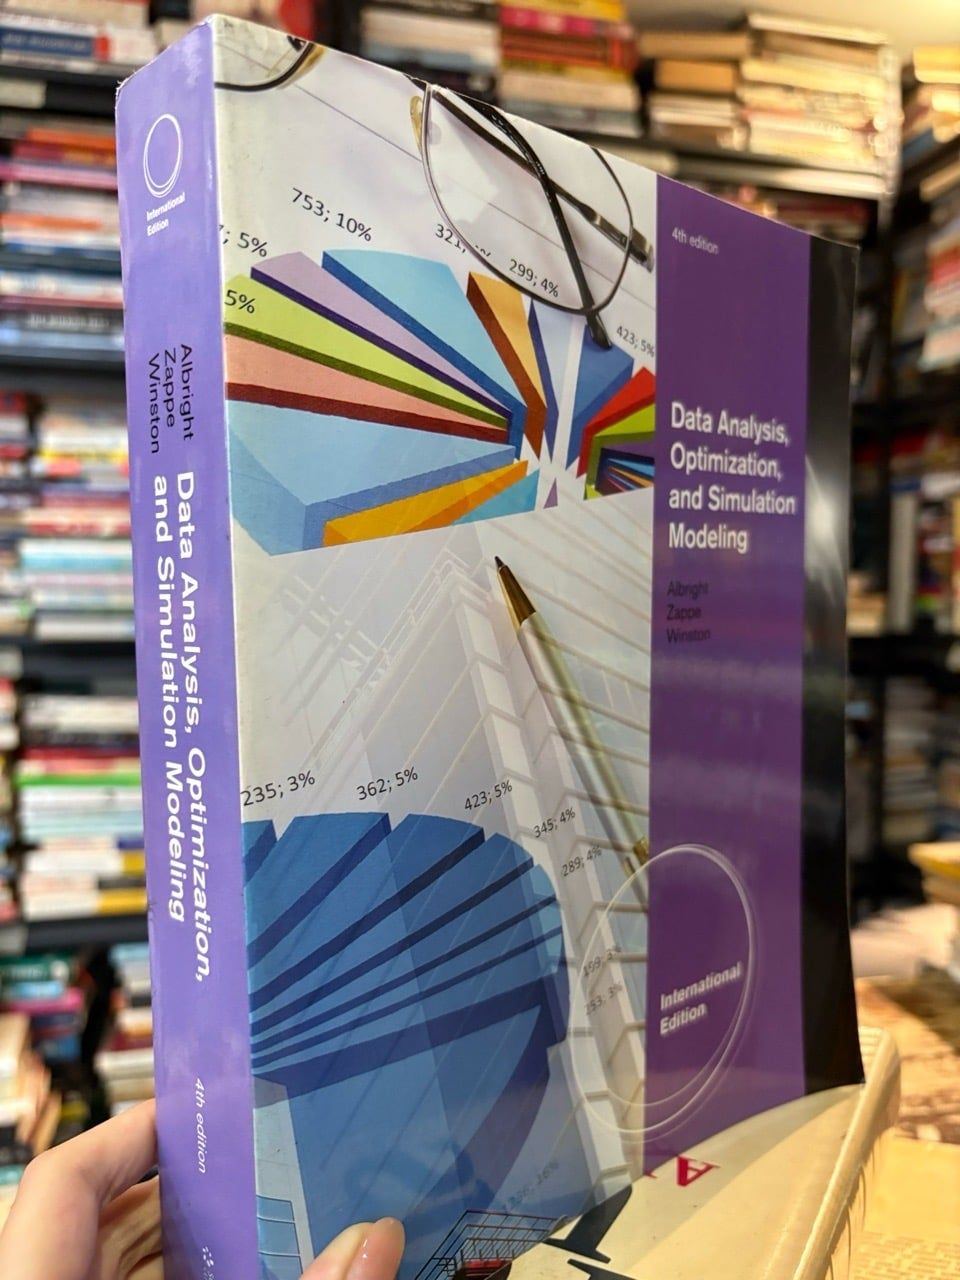 International
Edition
Albright
Zappe
Winston
Data Analysis, Optimization,
and Simulation Modeling
4th edition
5%
753; 10%
299; 4%
5%
423; 5%
4th edition
Data Analysis,
Optimization,
and Simulation
Modeling
Albright
Zappe
Winston
235; 3%
362; 5%
423; 5%
345; 4%
289; 4%
253; 3%
International
Edition